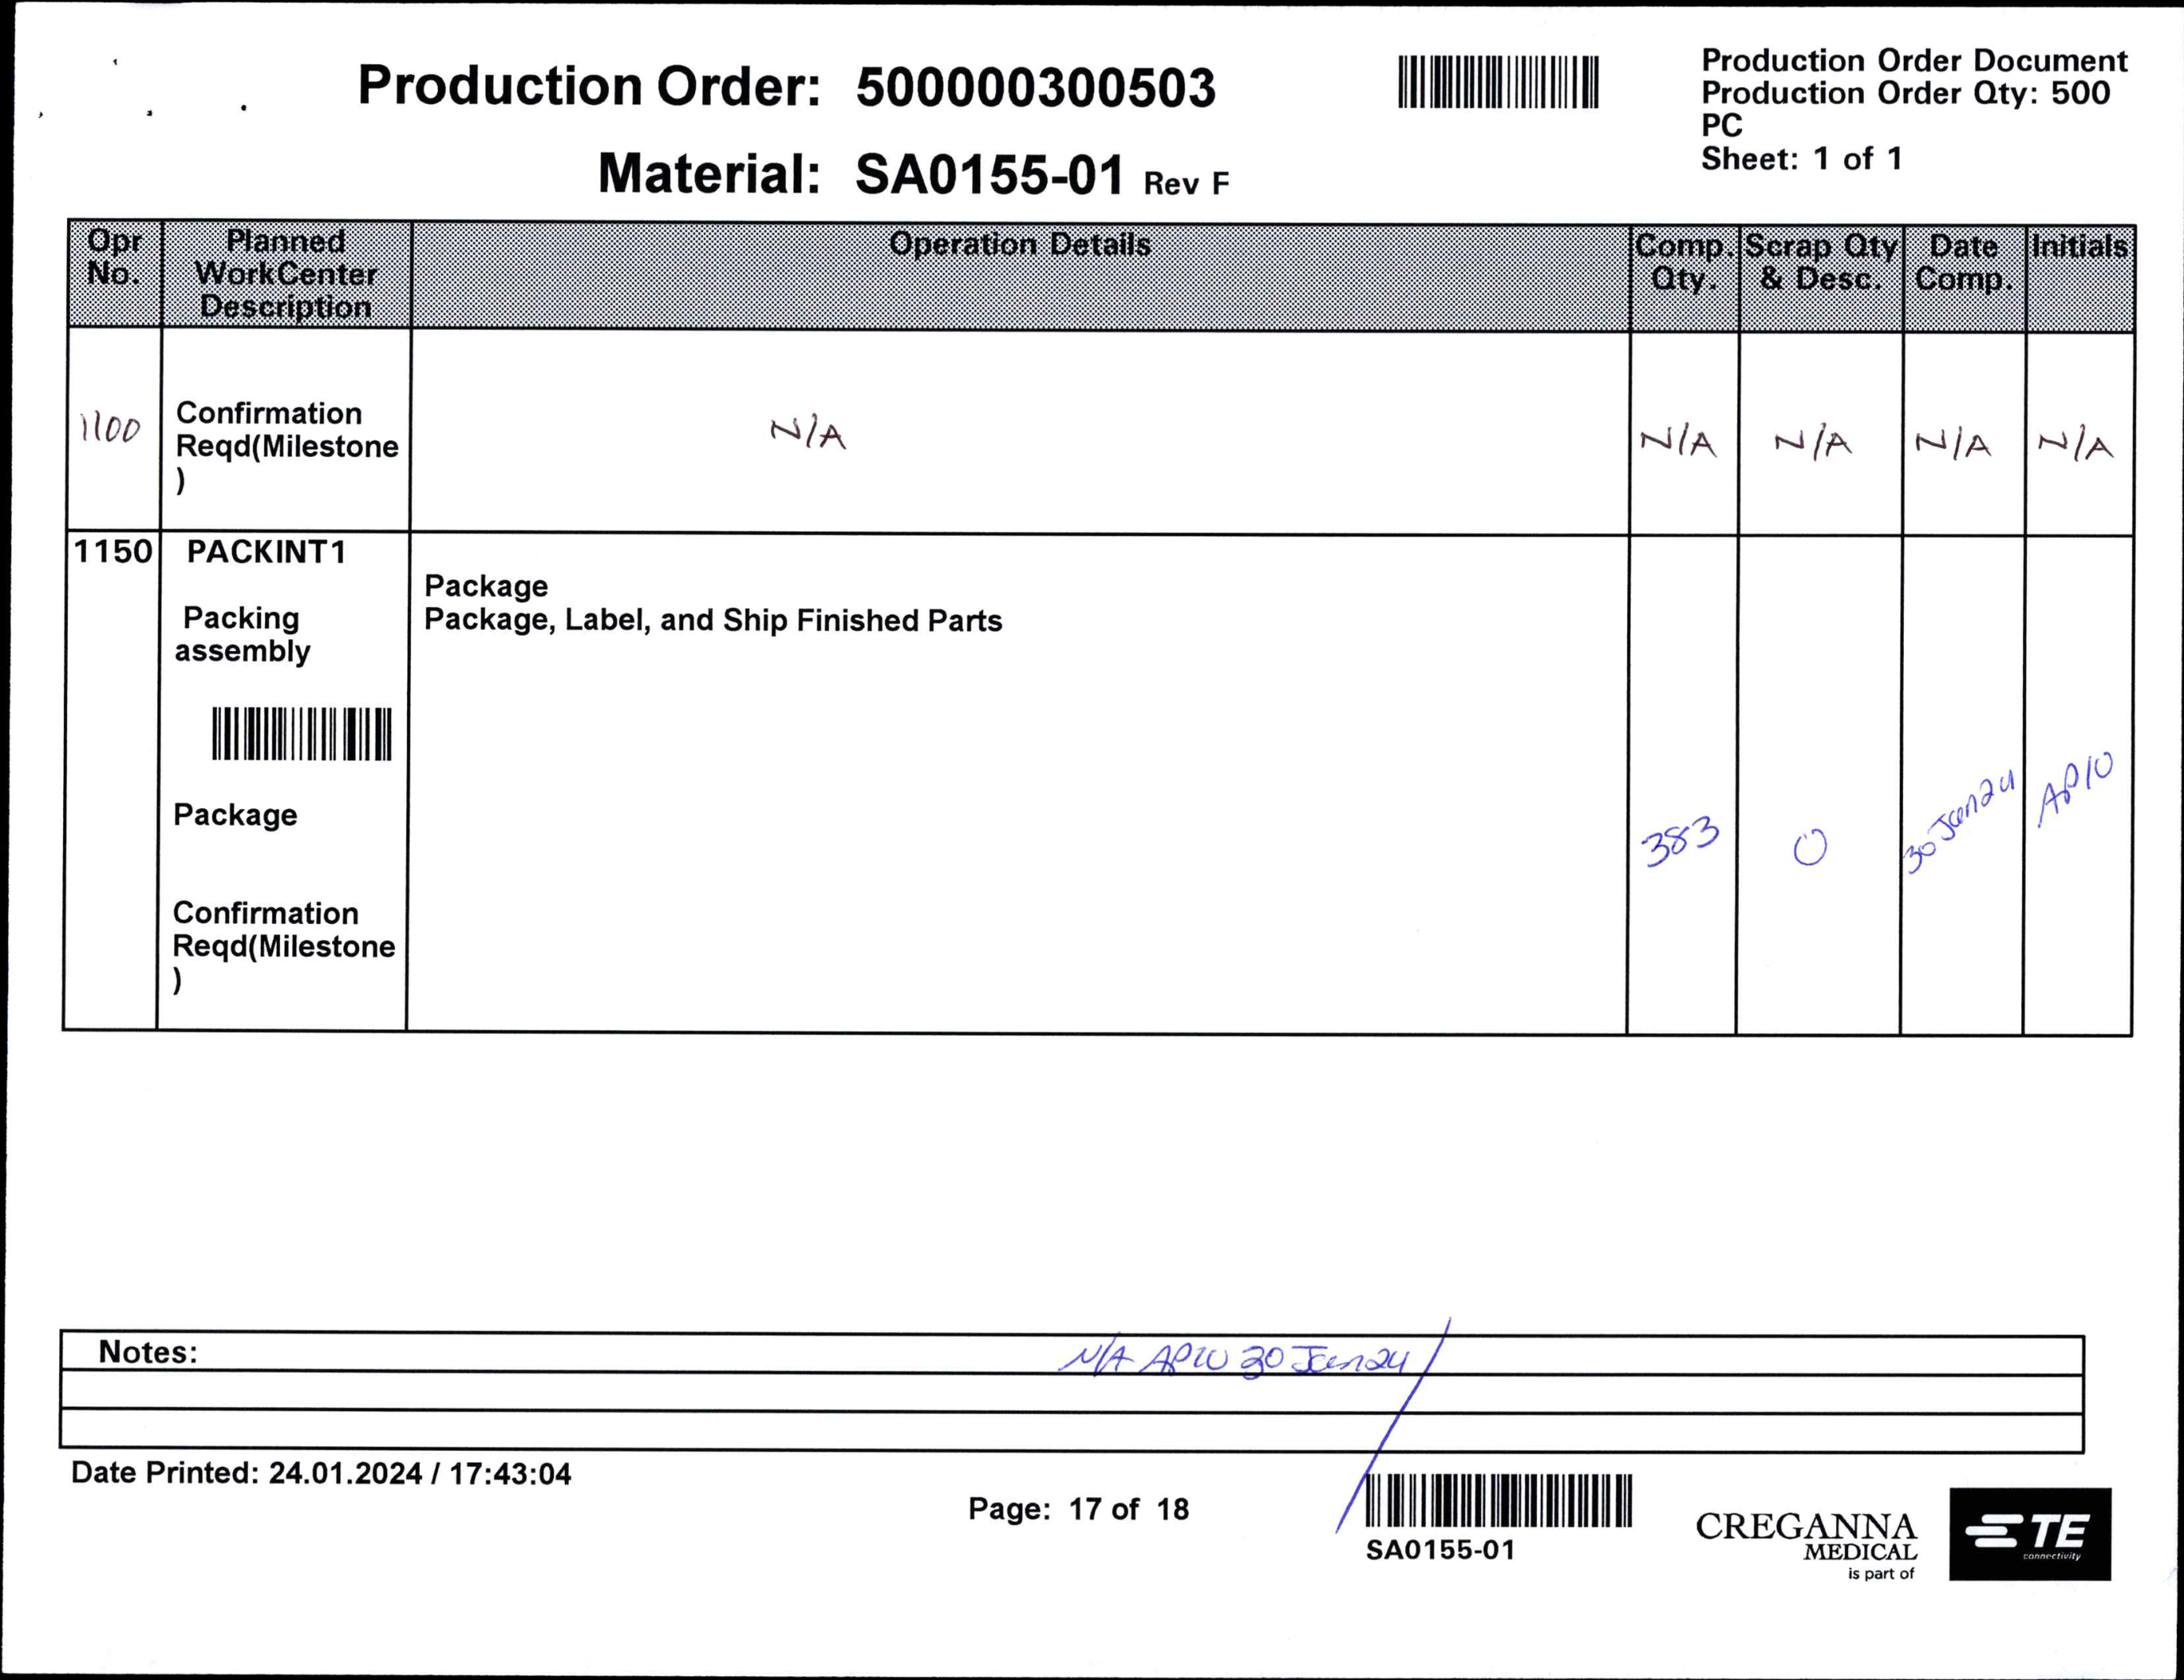 Production Order: 500000300503
Material: SA0155-01 Rev F
Production Order Document
Production Order Qty: 500
PC
Sheet: 1 of 1
Opr No. Planned WorkCenter Description Operation Details Comp. Qty. Scrap Qty & Desc. Date Comp. Initials
1100 Confirmation N/A N/A N/A N/A N/A
Reqd(Milestone
)
1150 PACKINT1
Package
Packing Package, Label, and Ship Finished Parts
assembly
Package 383 0 30 Jan 24 AP10
Confirmation
Reqd(Milestone
)
Notes: N/A AP10 30 Jan 24
Date Printed: 24.01.2024 / 17:43:04
Page: 17 of 18
SA0155-01
CREGANNA
MEDICAL
is part of
TE
connectivity